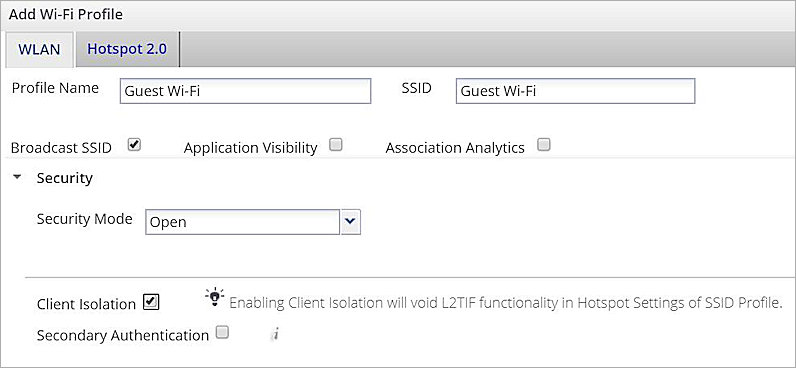 Add Wi-Fi Profile
WLAN Hotspot 2.0
Profile Name Guest Wi-Fi SSID Guest Wi-Fi
Broadcast SSID Application Visibility Association Analytics
Security
Security Mode Open
Client Isolation Enabling Client Isolation will void L2TIF functionality in Hotspot Settings of SSID Profile.
Secondary Authentication i